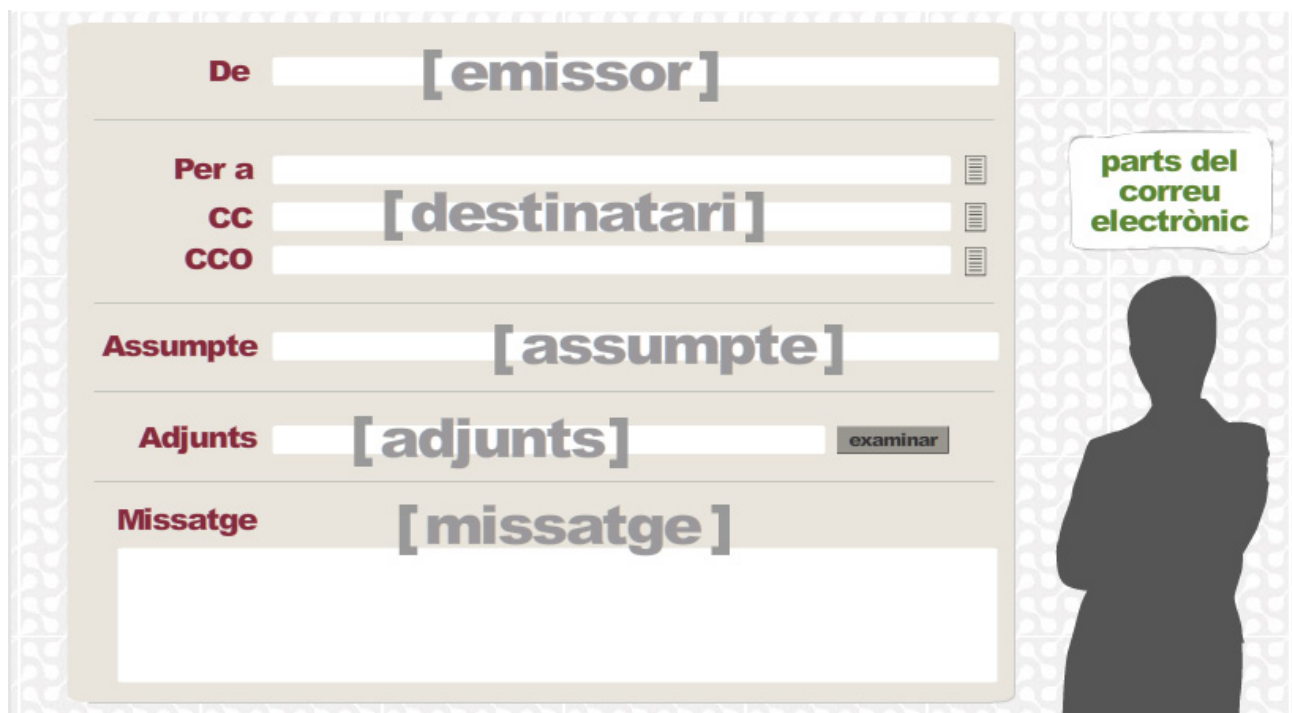 De [emissor]
Per a
CC [destinatari]
CCO
Assumpte [assumpte]
Adjunts [adjunts] examinar
Missatge [missatge]
parts del
correu
electrònic